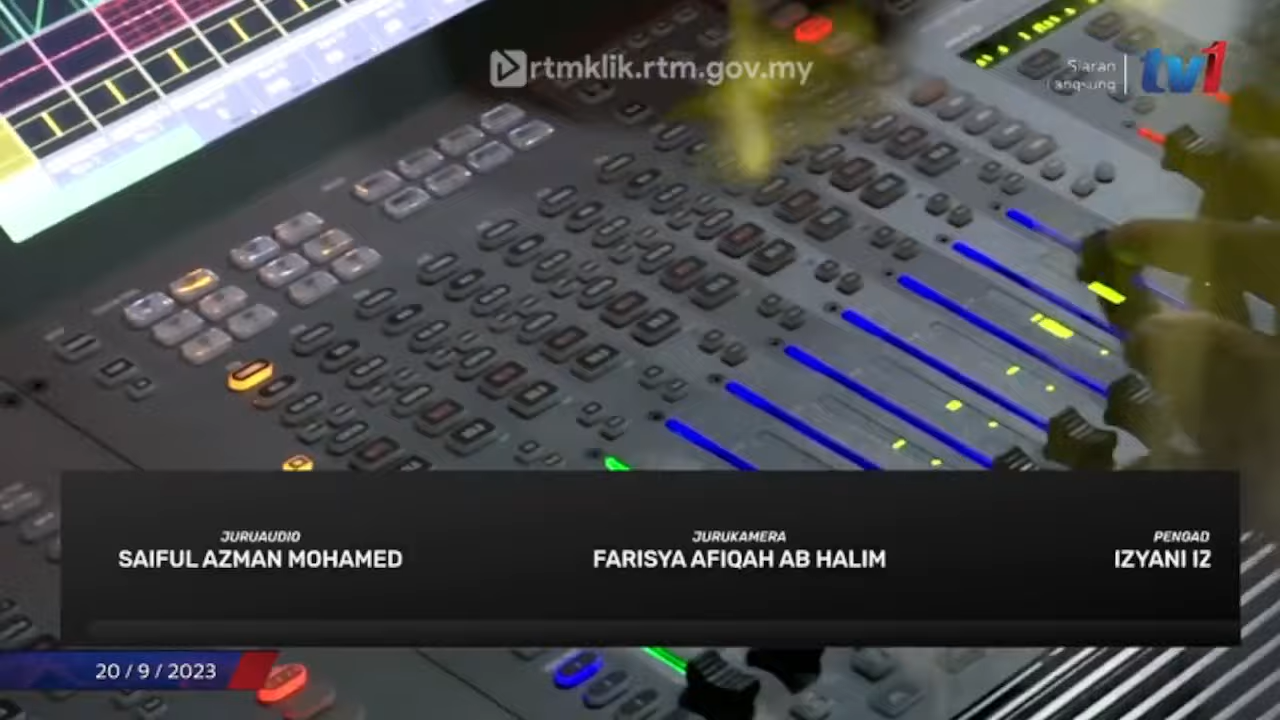 rtmklik.rtm.gov.my
Siaran
Langsung
tv1
JURUAUDIO
SAIFUL AZMAN MOHAMED
JURUKAMERA
FARISYA AFIQAH AB HALIM
PENGAD
IZYANI IZ
20 / 9 / 2023